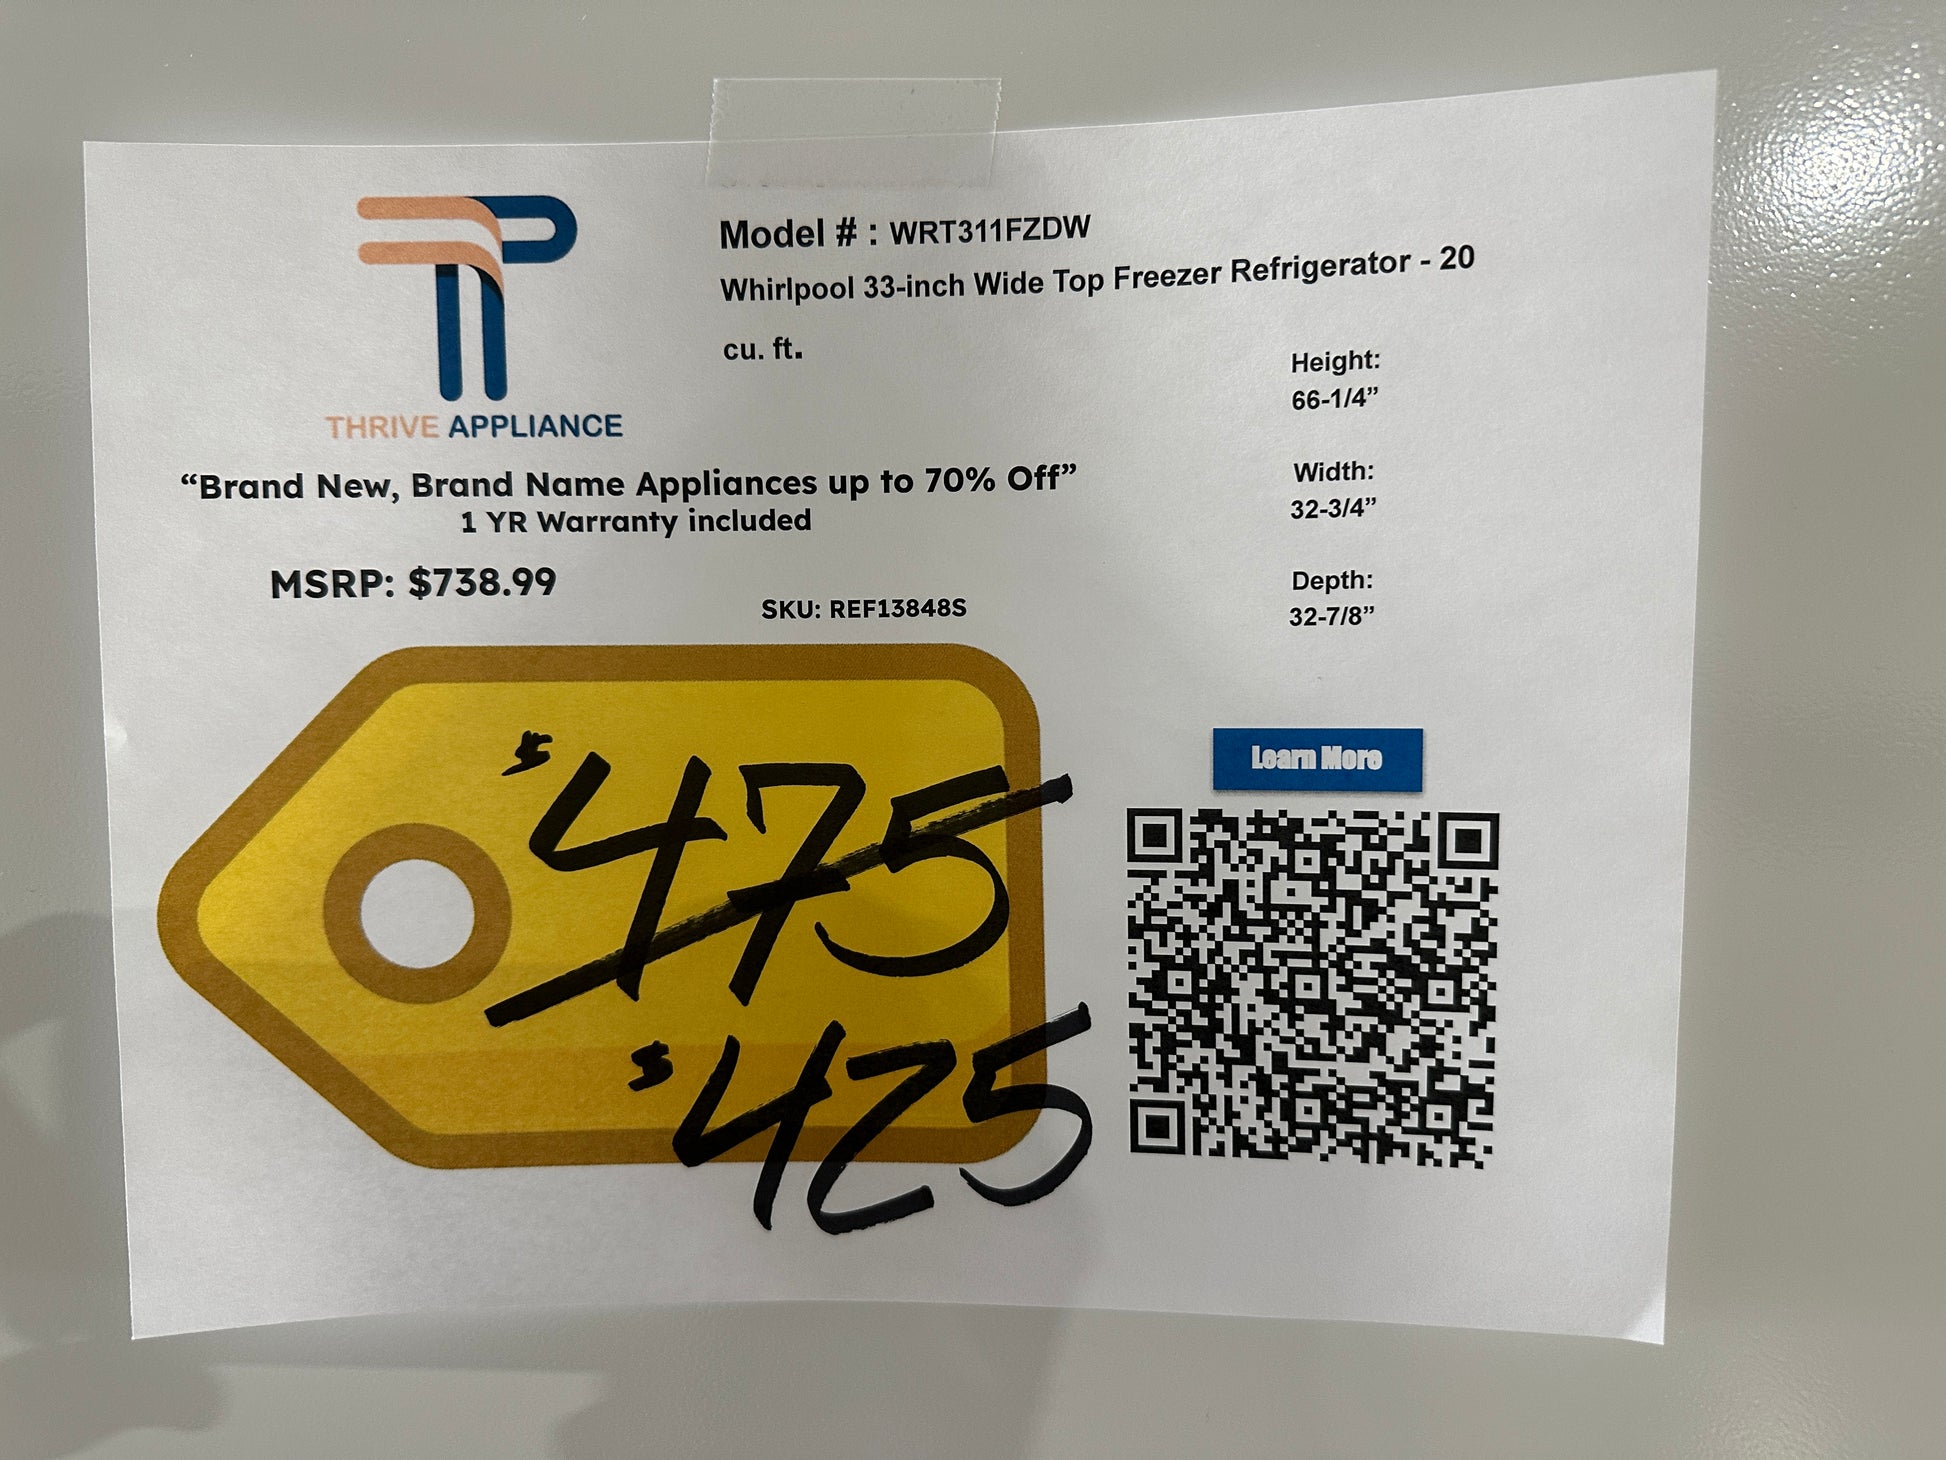 THRIVE APPLIANCE
Model # : WRT311FZDW
Whirlpool 33-inch Wide Top Freezer Refrigerator - 20
cu. ft.
Height:
66-1/4”
Width:
32-3/4”
Depth:
32-7/8”
“Brand New, Brand Name Appliances up to 70% Off”
1 YR Warranty included
MSRP: $738.99
SKU: REF13848S
$475
$425
Learn More